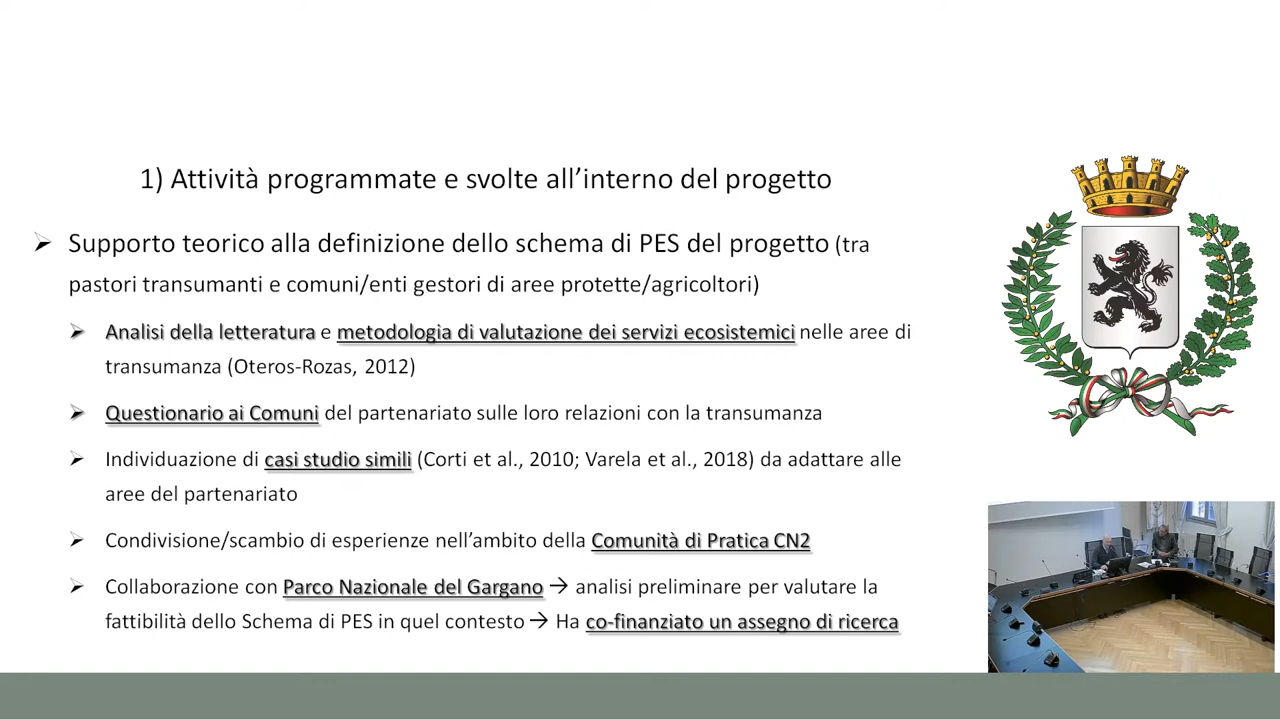 1) Attività programmate e svolte all’interno del progetto
➢ Supporto teorico alla definizione dello schema di PES del progetto (tra
pastori transumanti e comuni/enti gestori di aree protette/agricoltori)
➢ Analisi della letteratura e metodologia di valutazione dei servizi ecosistemici nelle aree di
transumanza (Oteros-Rozas, 2012)
➢ Questionario ai Comuni del partenariato sulle loro relazioni con la transumanza
➢ Individuazione di casi studio simili (Corti et al., 2010; Varela et al., 2018) da adattare alle
aree del partenariato
➢ Condivisione/scambio di esperienze nell’ambito della Comunità di Pratica CN2
➢ Collaborazione con Parco Nazionale del Gargano → analisi preliminare per valutare la
fattibilità dello Schema di PES in quel contesto → Ha co-finanziato un assegno di ricerca